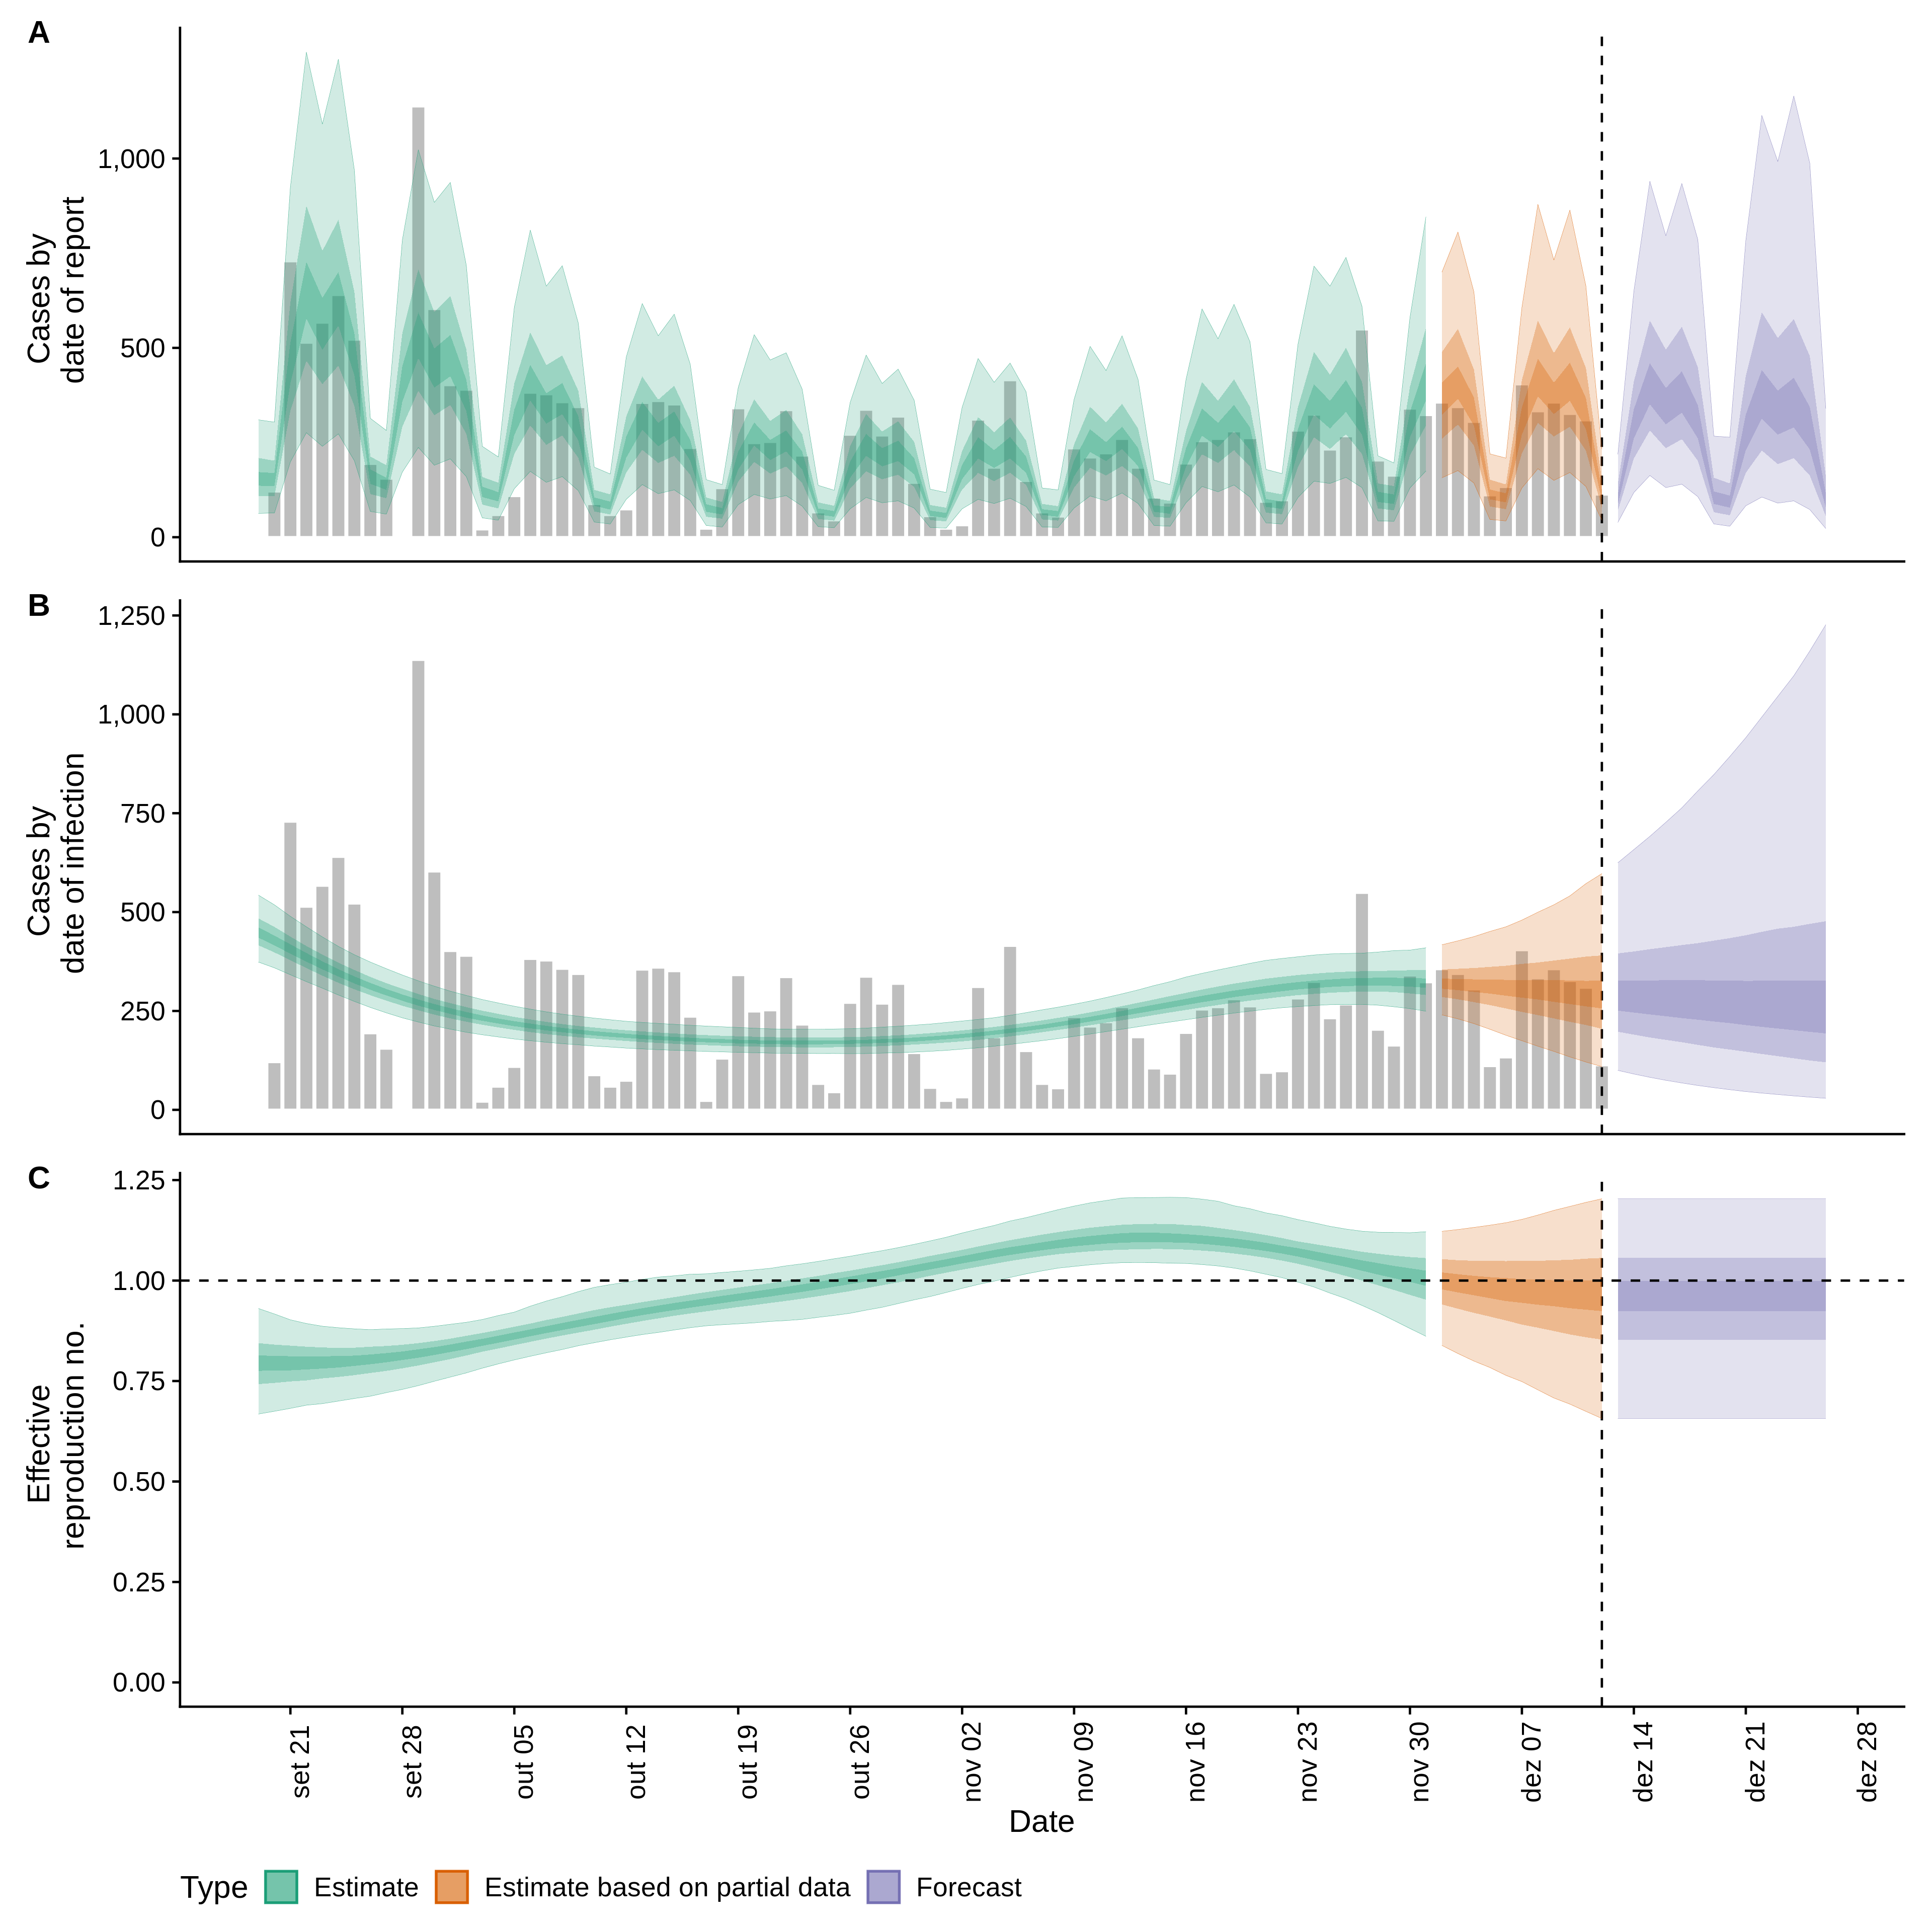 A
Cases by
date of report
1,000
500
0
B
Cases by
date of infection
1,250
1,000
750
500
250
0
C
Effective
reproduction no.
1.25
1.00
0.75
0.50
0.25
0.00
set 21
set 28
out 05
out 12
out 19
out 26
nov 02
nov 09
nov 16
nov 23
nov 30
dez 07
dez 14
dez 21
dez 28
Date
Type Estimate Estimate based on partial data Forecast